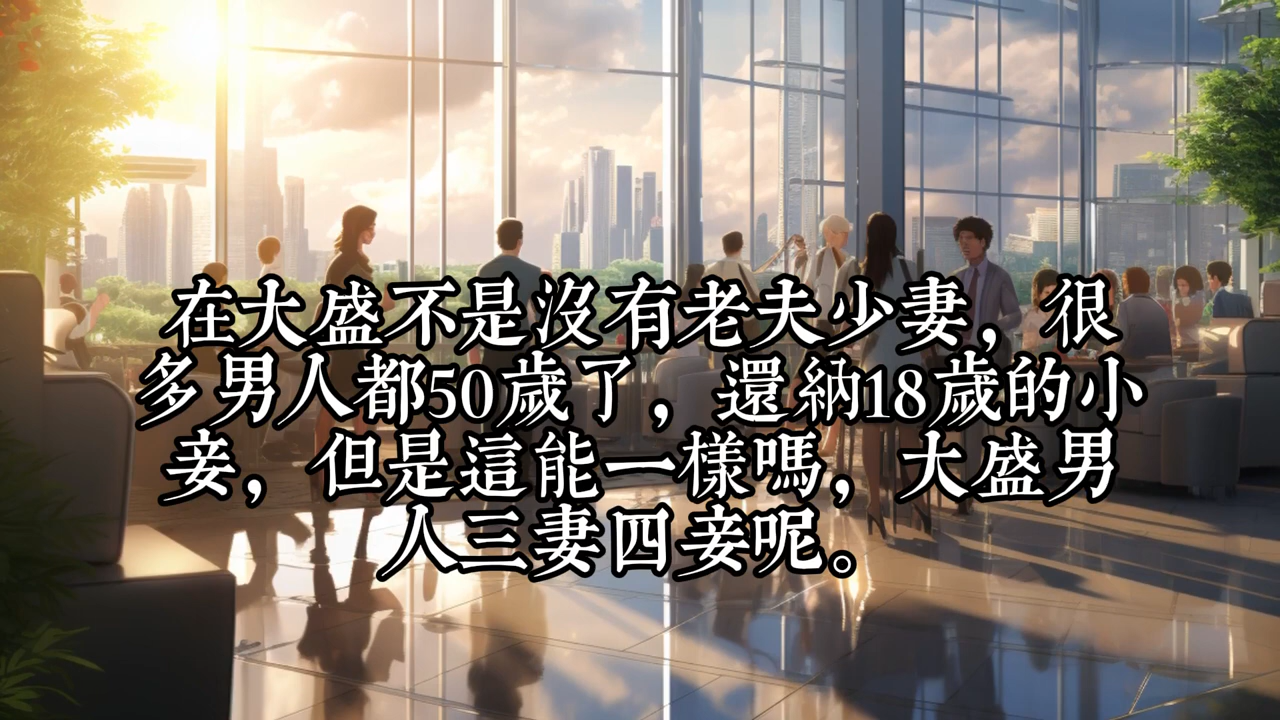 在大盛不是沒有老夫少妻，很
多男人都50歲了，還納18歲的小
妾，但是這能一樣嗎，大盛男
人三妻四妾呢。